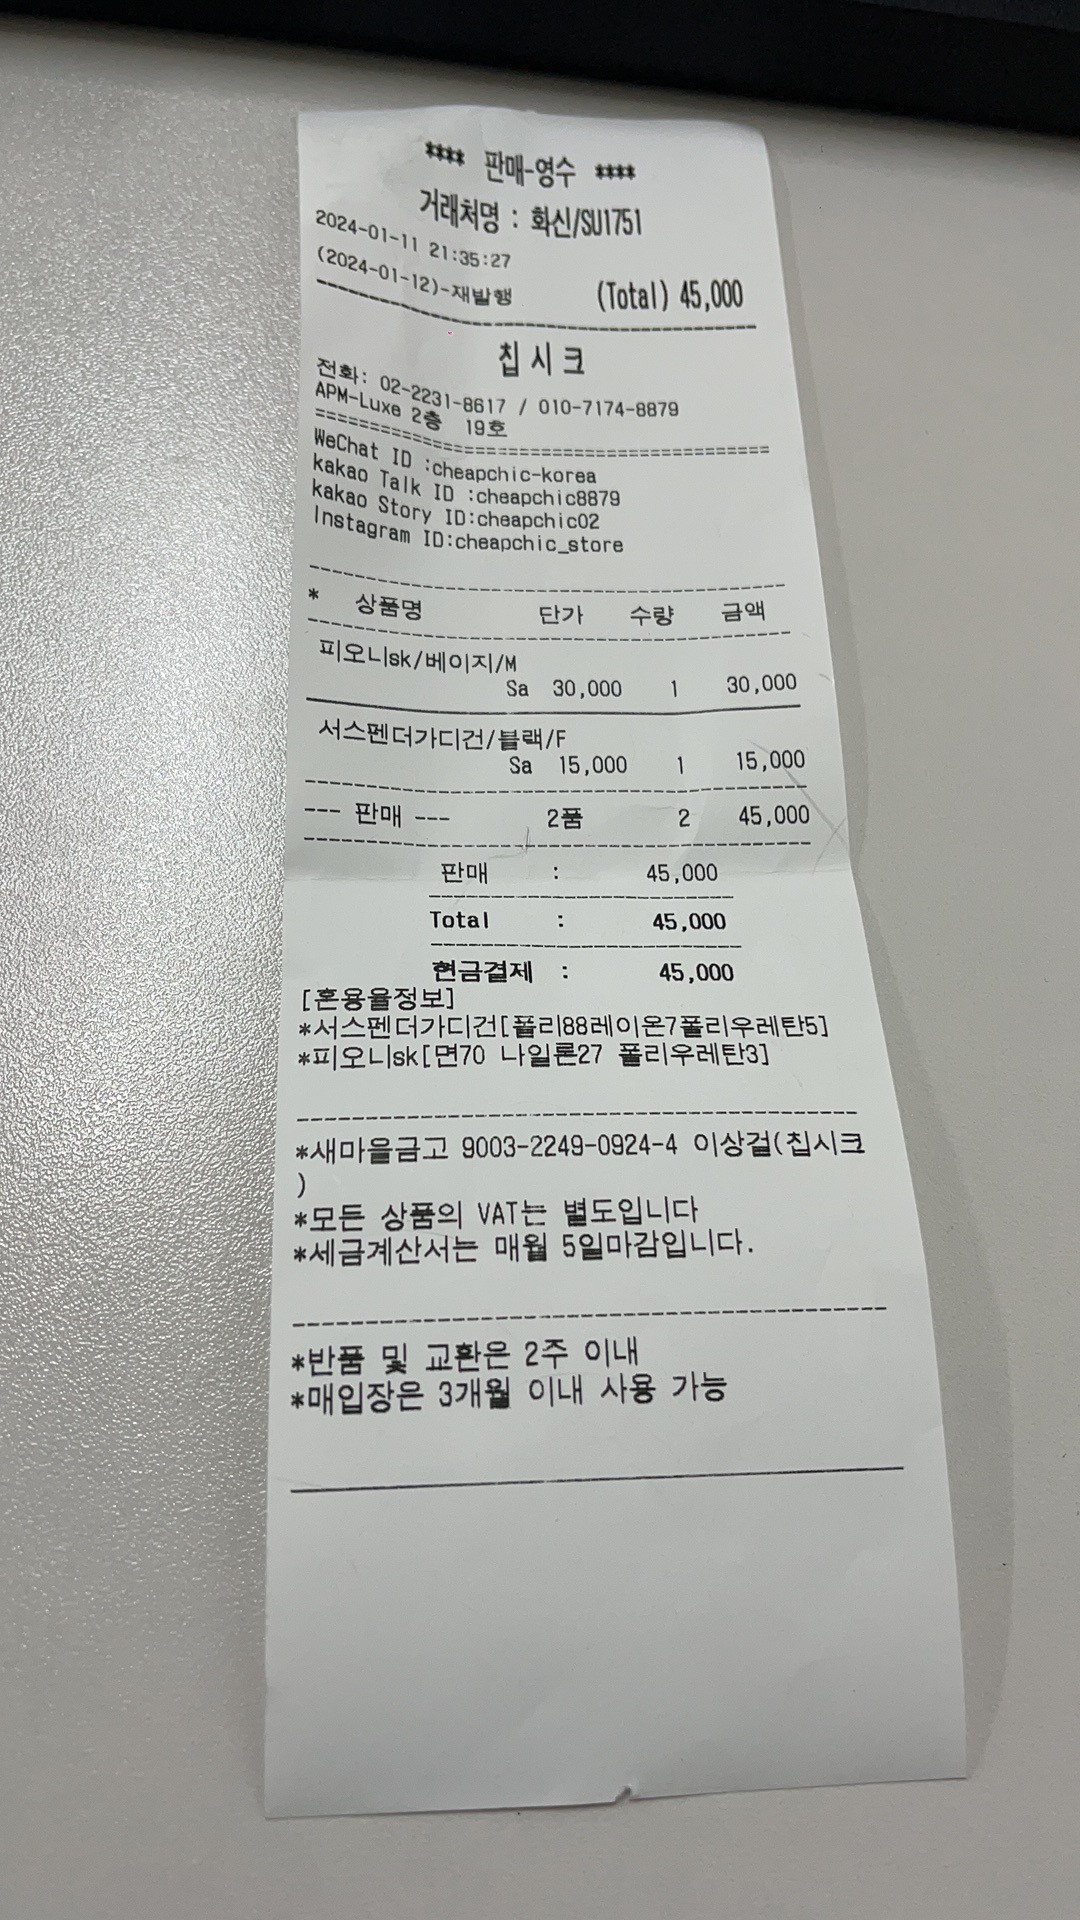 **** 판매-영수 ****
거래처명 : 화신/SU1751
2024-01-11 21:35:27
(2024-01-12)-재발행 (Total) 45,000
칩시크
전화: 02-2231-8617 / 010-7174-8879
APM-Luxe 2층 19호
WeChat ID :cheapchic-korea
kakao Talk ID :cheapchic8879
kakao Story ID:cheapchic02
Instagram ID:cheapchic_store
* 상품명 단가 수량 금액
피오니sk/베이지/M
Sa 30,000 1 30,000
서스펜더가디건/블랙/F
Sa 15,000 1 15,000
--- 판매 --- 2품 2 45,000
판매 : 45,000
Total : 45,000
현금결제 : 45,000
[혼용율정보]
*서스펜더가디건[폴리88레이온7폴리우레탄5]
*피오니sk[면70 나일론27 폴리우레탄3]
*새마을금고 9003-2249-0924-4 이상걸(칩시크
)
*모든 상품의 VAT는 별도입니다
*세금계산서는 매월 5일마감입니다.
*반품 및 교환은 2주 이내
*매입장은 3개월 이내 사용 가능